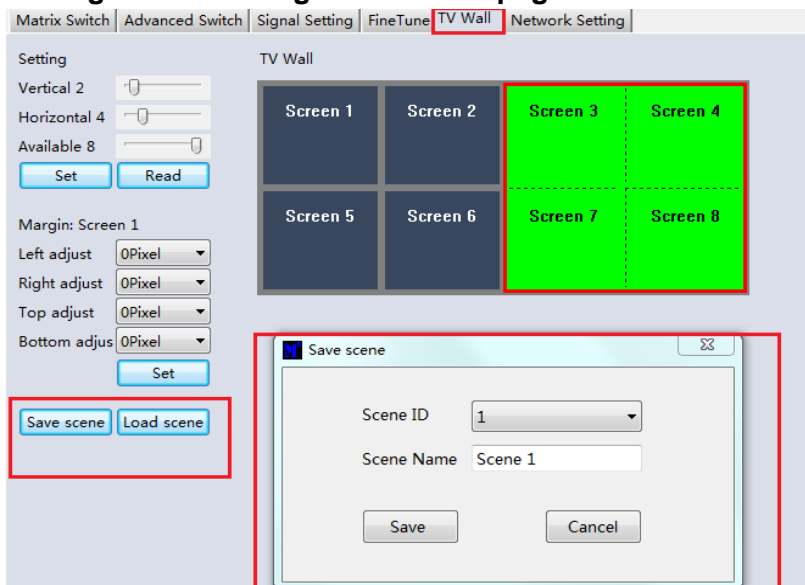 Matrix Switch Advanced Switch Signal Setting FineTune TV Wall Network Setting
Setting
TV Wall
Vertical 2
Horizontal 4
Available 8
Set Read
Screen 1 Screen 2 Screen 3 Screen 4
Screen 5 Screen 6 Screen 7 Screen 8
Margin: Screen 1
Left adjust 0Pixel
Right adjust 0Pixel
Top adjust 0Pixel
Bottom adjus 0Pixel
Set
Save scene Load scene
Save scene
Scene ID 1
Scene Name Scene 1
Save Cancel